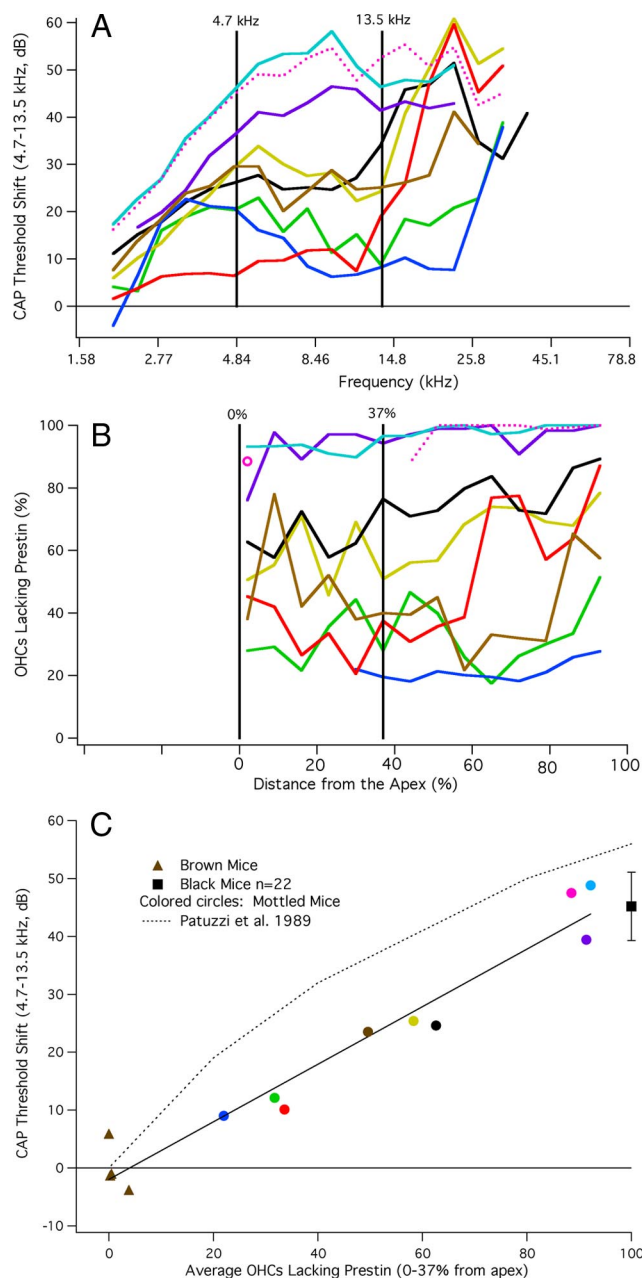 A
4.7 kHz
13.5 kHz
60
50
40
30
20
10
0
CAP Threshold Shift (4.7-13.5 kHz, dB)
1.58
2.77
4.84
8.46
14.8
25.8
45.1
78.8
Frequency (kHz)
B
0%
37%
100
80
60
40
20
0
OHCs Lacking Prestin (%)
0
20
40
60
80
100
Distance from the Apex (%)
C
60
50
40
30
20
10
0
-10
CAP Threshold Shift (4.7-13.5 kHz, dB)
Brown Mice
Black Mice n=22
Colored circles: Mottled Mice
Patuzzi et al. 1989
0
20
40
60
80
100
Average OHCs Lacking Prestin (0-37% from apex)